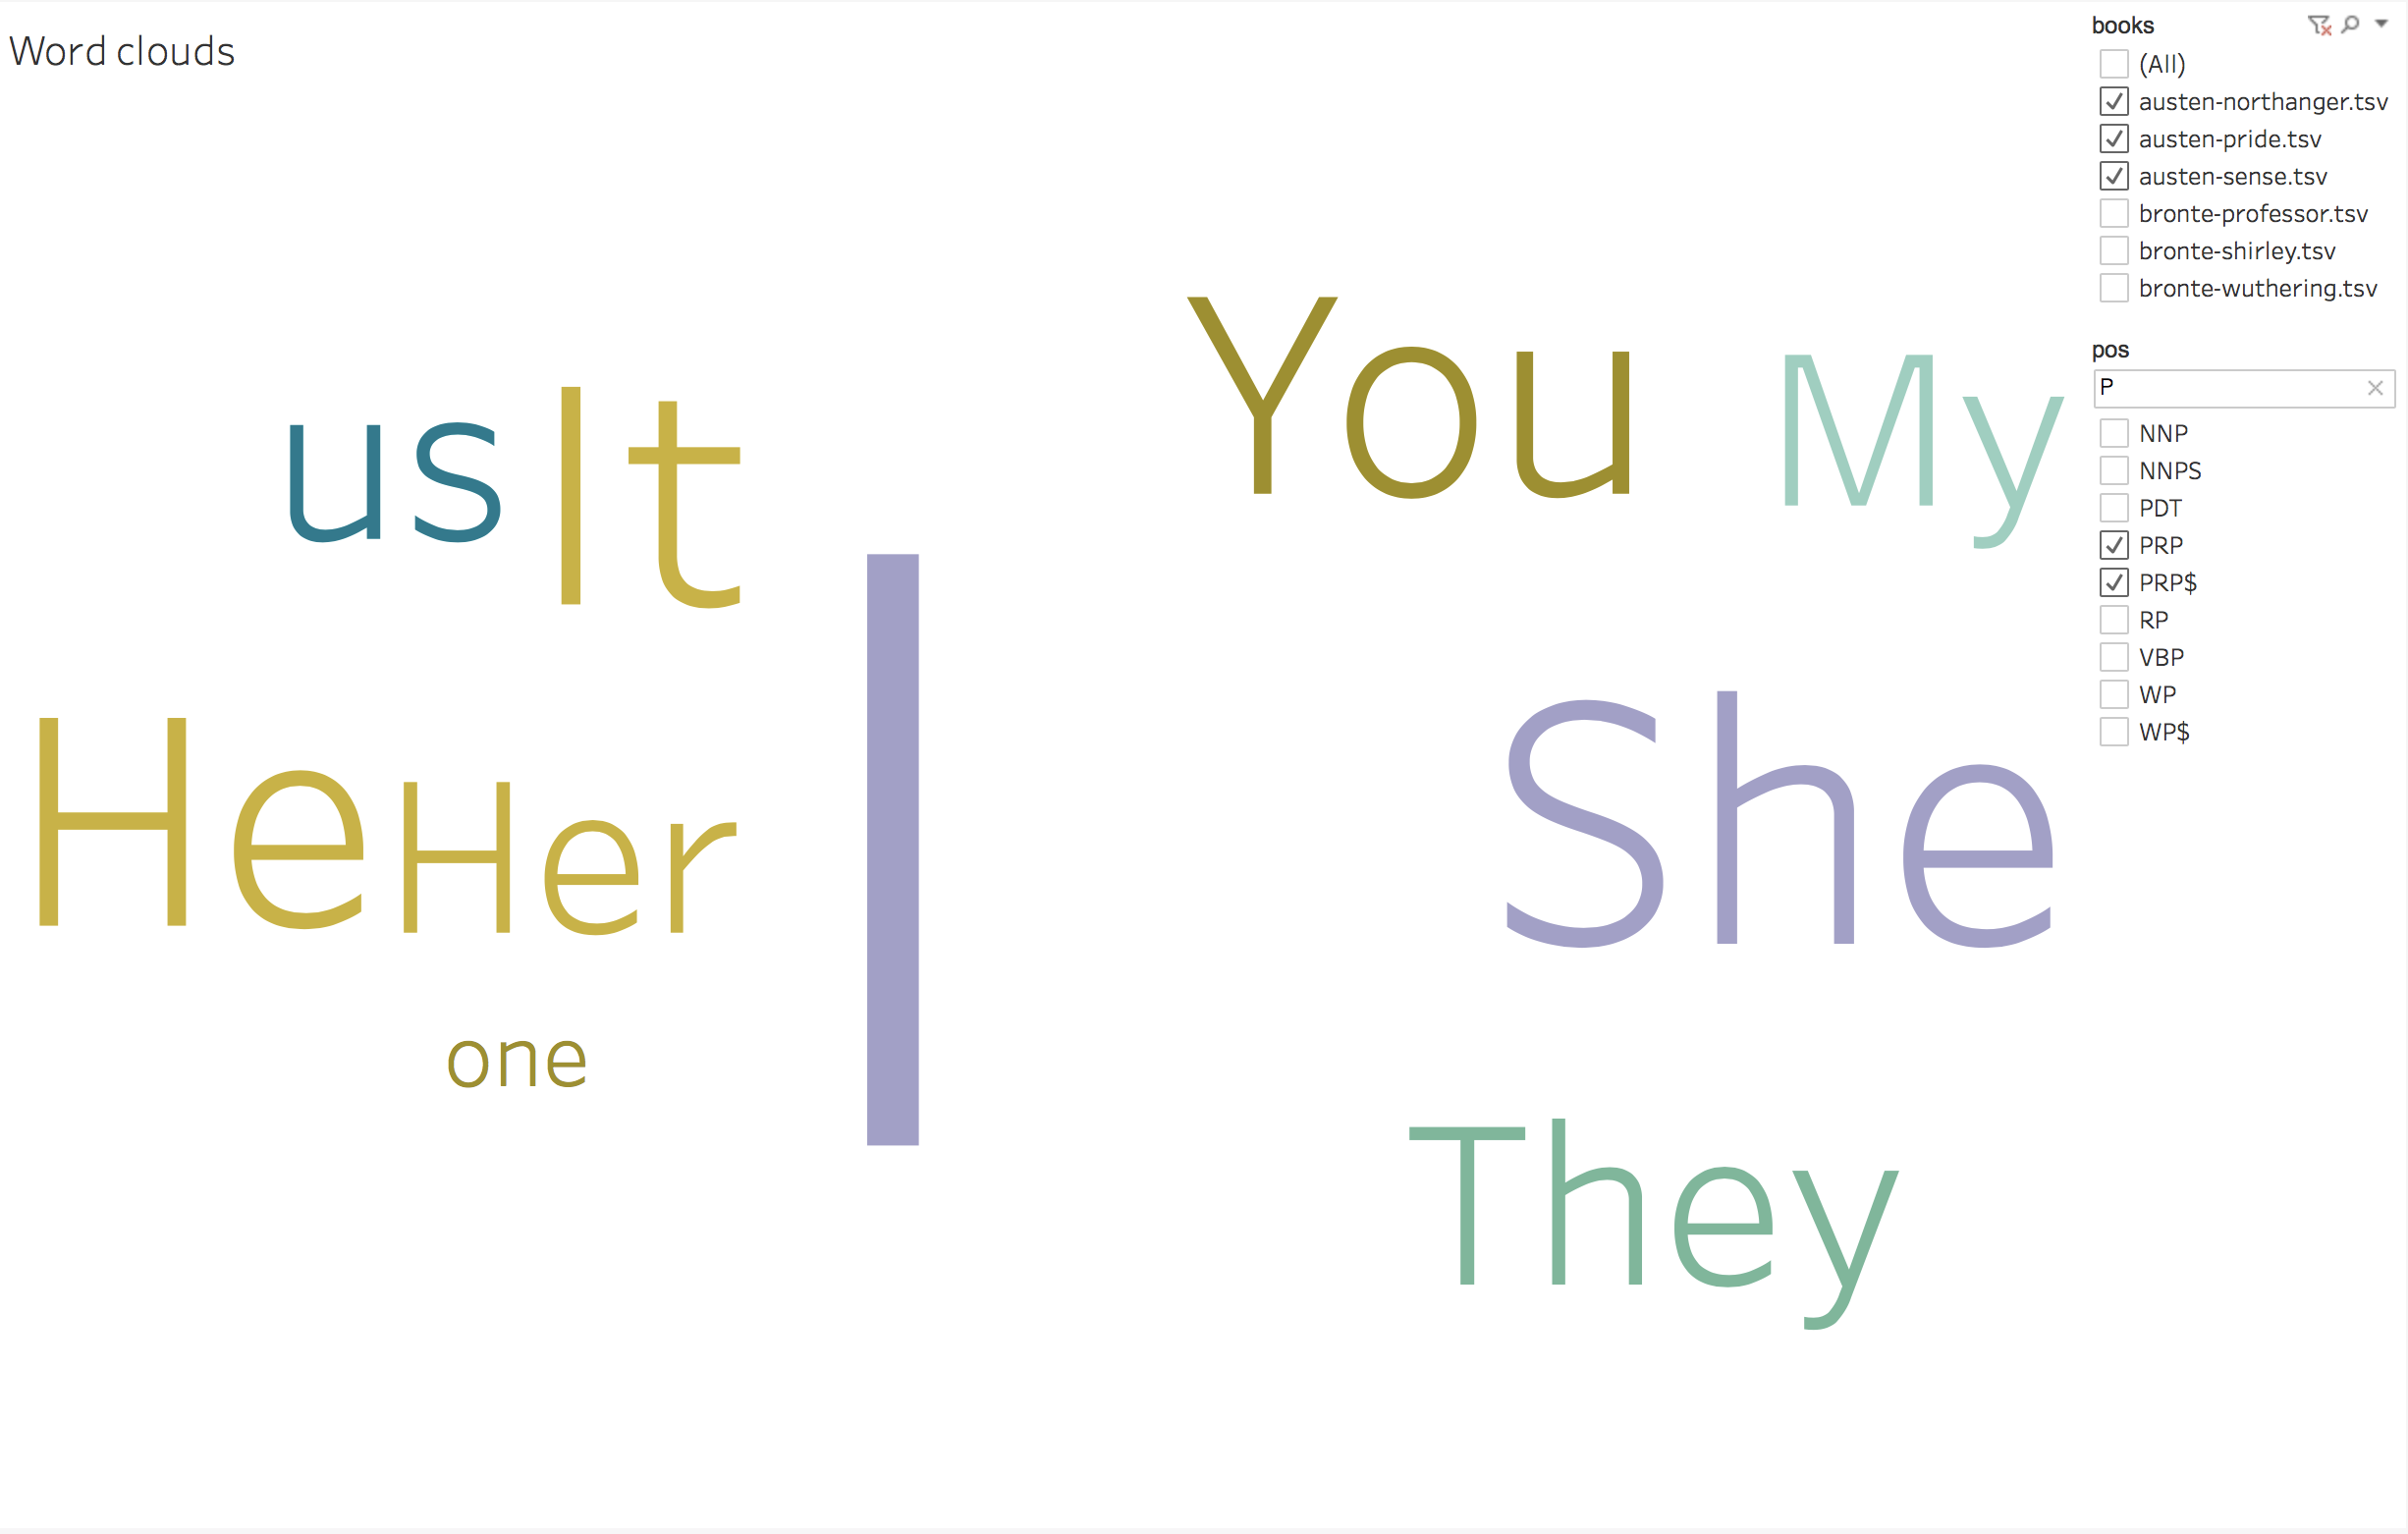 Word clouds
us It
You My
I
He Her
She
one
They
books
(All)
austen-northanger.tsv
austen-pride.tsv
austen-sense.tsv
bronte-professor.tsv
bronte-shirley.tsv
bronte-wuthering.tsv
pos
P
NNP
NNPS
PDT
PRP
PRP$
RP
VBP
WP
WP$